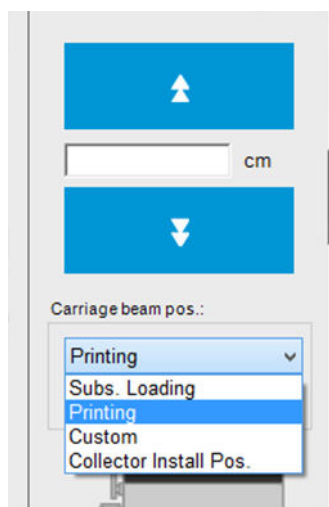 cm
Carriage beam pos.:
Printing
Subs. Loading
Printing
Custom
Collector Install Pos.